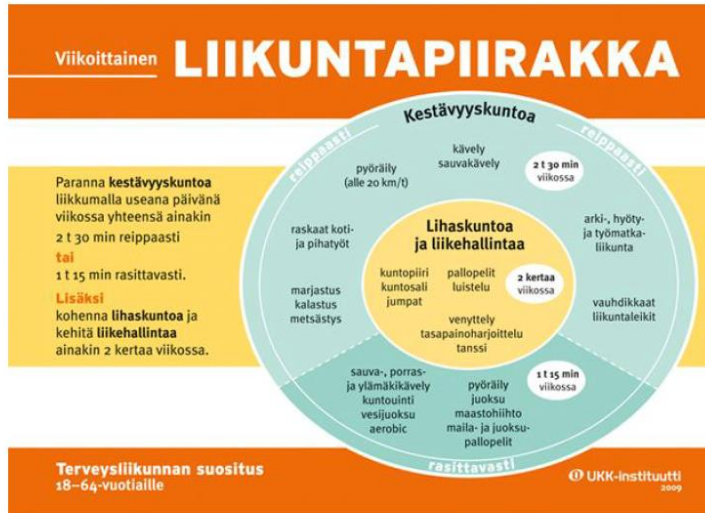 Viikoittainen LIIKUNTAPIIRAKKA
Paranna kestävyyskuntoa
liikkumalla useana päivänä
viikossa yhteensä ainakin
2 t 30 min reippaasti
tai
1 t 15 min rasittavasti.
Lisäksi
kohenna lihaskuntoa ja
kehitä liikehallintaa
ainakin 2 kertaa viikossa.
Kestävyyskuntoa
reippaasti
reippaasti
kävely
sauvakävely
2 t 30 min
viikossa
pyöräily
(alle 20 km/t)
raskaat koti-
ja pihatyöt
marjastus
kalastus
metsästys
arki-, hyöty-
ja työmatka-
liikunta
vauhdikkaat
liikuntaleikit
Lihaskuntoa
ja liikehallintaa
kuntopiiri
kuntosali
jumpat
pallopelit
luistelu
2 kertaa
viikossa
venyttely
tasapainoharjoittelu
tanssi
sauva-, porras-
ja ylämäkikävely
kuntouinti
vesijuoksu
aerobic
pyöräily
juoksu
maastohiihto
maila- ja juoksu-
pallopelit
1 t 15 min
viikossa
rasittavasti
Terveysliikunnan suositus
18–64-vuotiaille
UKK-instituutti
2009